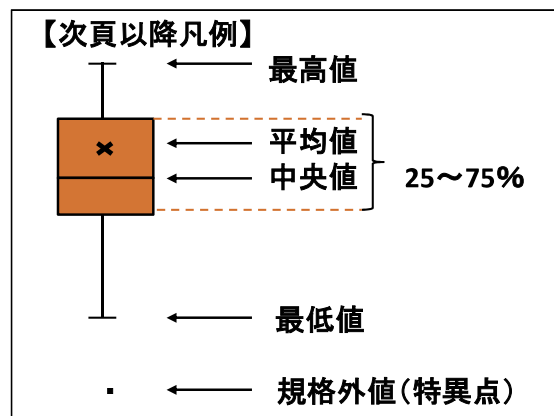 【次頁以降凡例】
最高値
平均値
中央値
25～75%
最低値
規格外値（特異点）